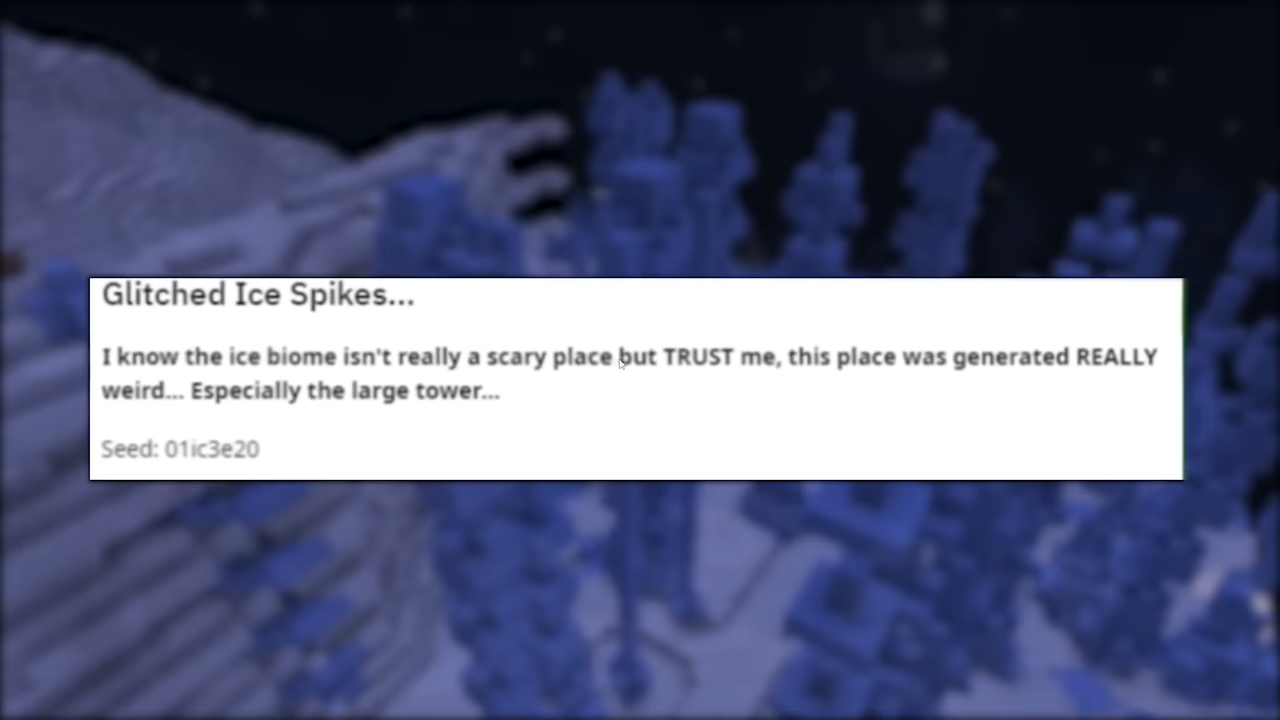 Glitched Ice Spikes...
I know the ice biome isn't really a scary place but TRUST me, this place was generated REALLY
weird... Especially the large tower...
Seed: 01ic3e20